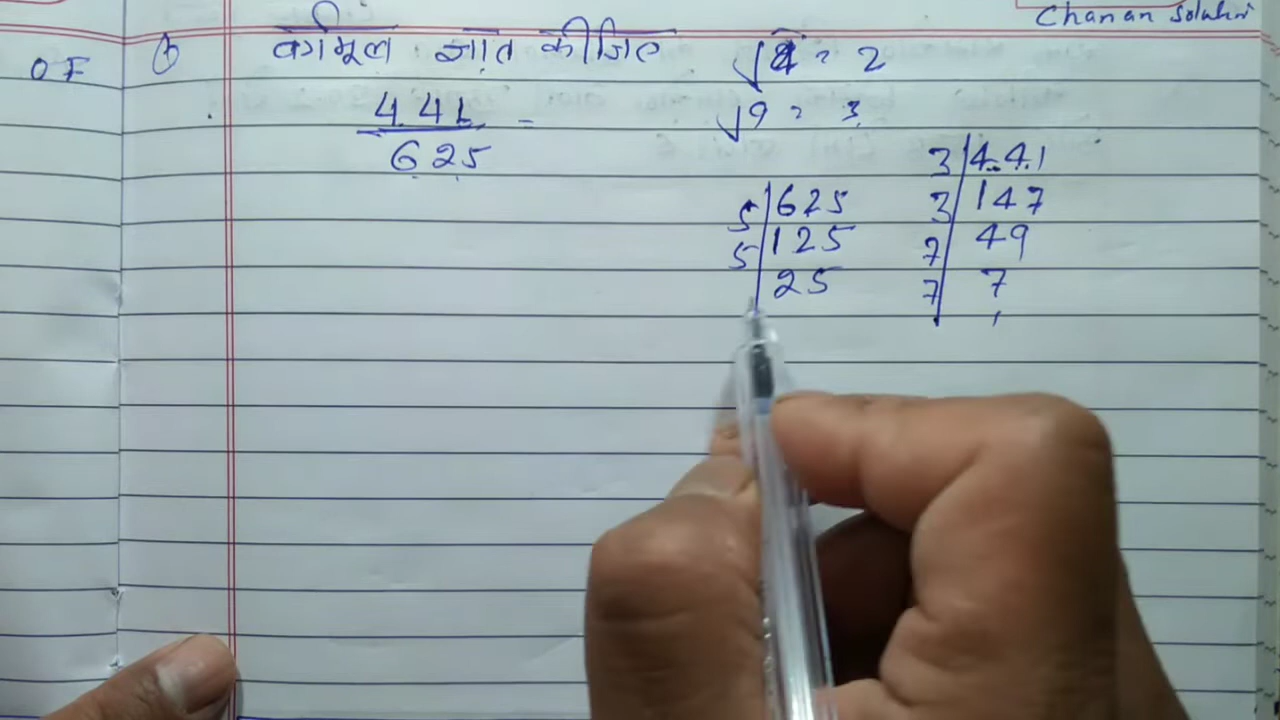 Chanan Solution
OF
① वर्गमूल ज्ञात कीजिए
√4 = 2
441 =
625
√9 = 3
5 | 625
5 | 125
25
3 | 441
3 | 147
7 | 49
7 | 7
1